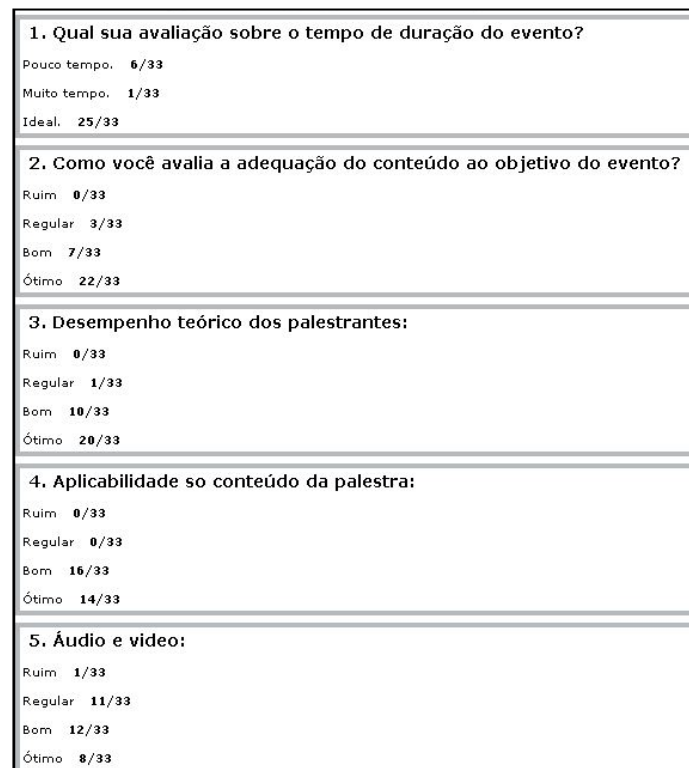 1. Qual sua avaliação sobre o tempo de duração do evento?
Pouco tempo. 6/33
Muito tempo. 1/33
Ideal. 25/33
2. Como você avalia a adequação do conteúdo ao objetivo do evento?
Ruim 0/33
Regular 3/33
Bom 7/33
Ótimo 22/33
3. Desempenho teórico dos palestrantes:
Ruim 0/33
Regular 1/33
Bom 10/33
Ótimo 20/33
4. Aplicabilidade so conteúdo da palestra:
Ruim 0/33
Regular 0/33
Bom 16/33
Ótimo 14/33
5. Áudio e video:
Ruim 1/33
Regular 11/33
Bom 12/33
Ótimo 8/33